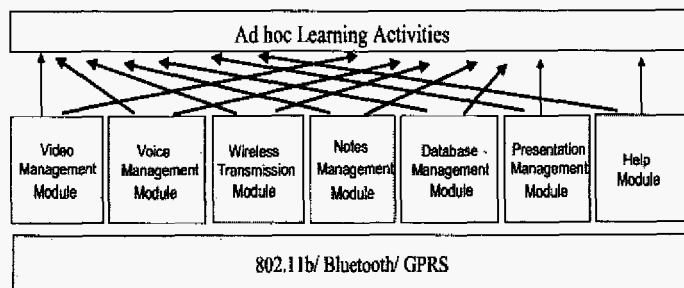 Ad hoc Learning Activities
Video
Management
Module
Voice
Management
Module
Wireless
Transmission
Module
Notes
Management
Module
Database
Management
Module
Presentation
Management
Module
Help
Module
802.11b/ Bluetooth/ GPRS